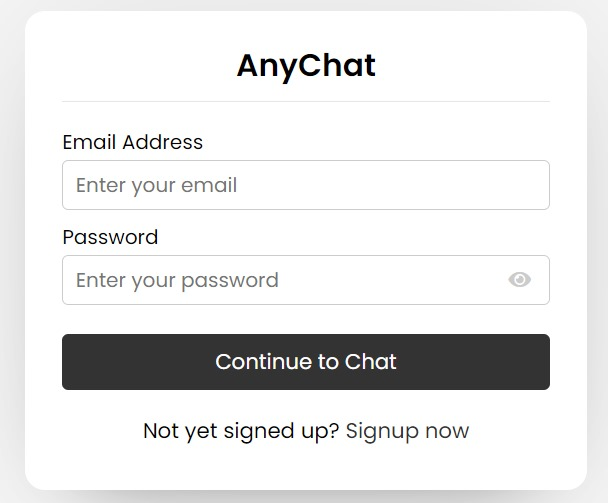 AnyChat
Email Address
Enter your email
Password
Enter your password
Continue to Chat
Not yet signed up? Signup now